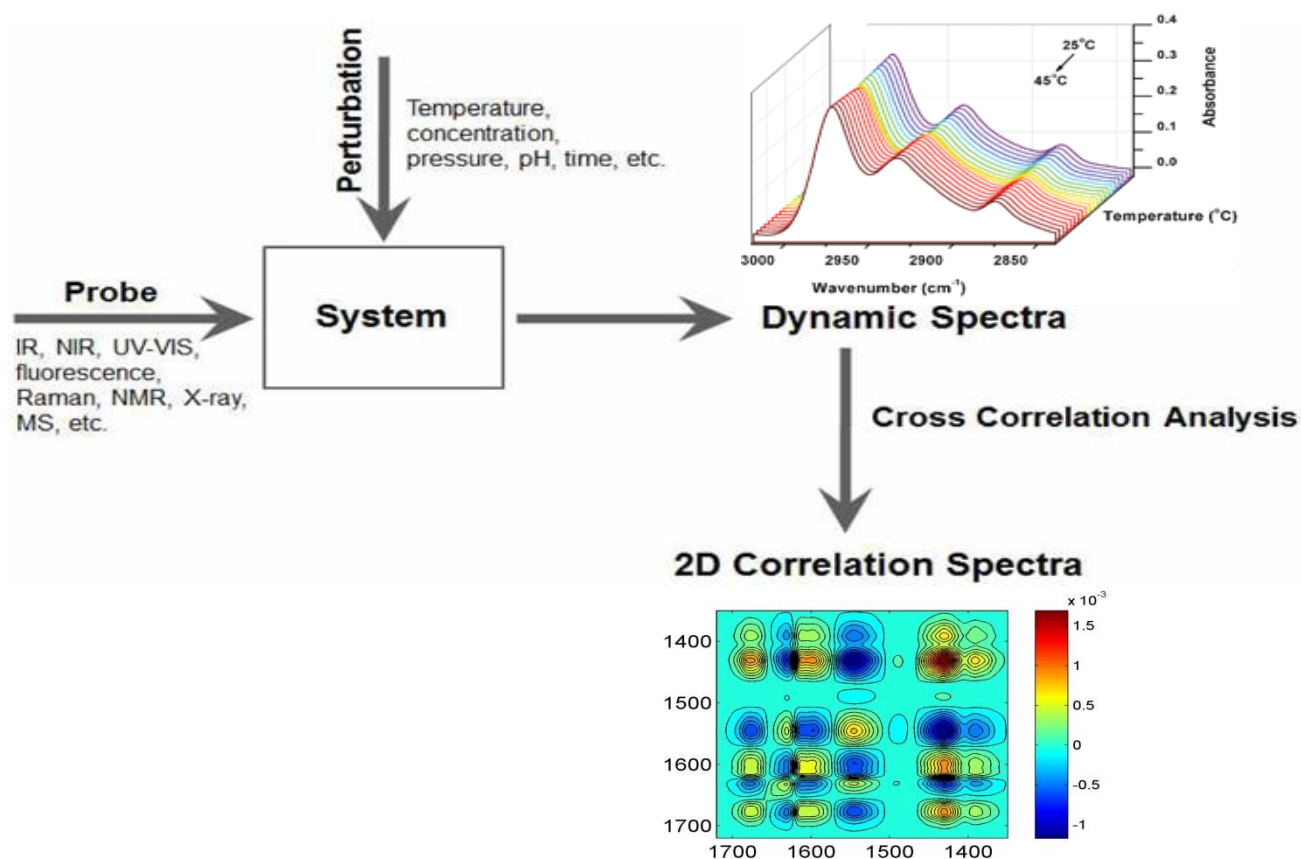 Perturbation
Temperature,
concentration,
pressure, pH, time, etc.
Probe
IR, NIR, UV-VIS,
fluorescence,
Raman, NMR, X-ray,
MS, etc.
System
0.4
0.3
0.2
0.1
0.0
Absorbance
25°C
45°C
Temperature (°C)
3000 2950 2900 2850
Wavenumber (cm⁻¹)
Dynamic Spectra
Cross Correlation Analysis
2D Correlation Spectra
x 10⁻³
1400
1500
1600
1700
1700 1600 1500 1400
1.5
1
0.5
0
-0.5
-1